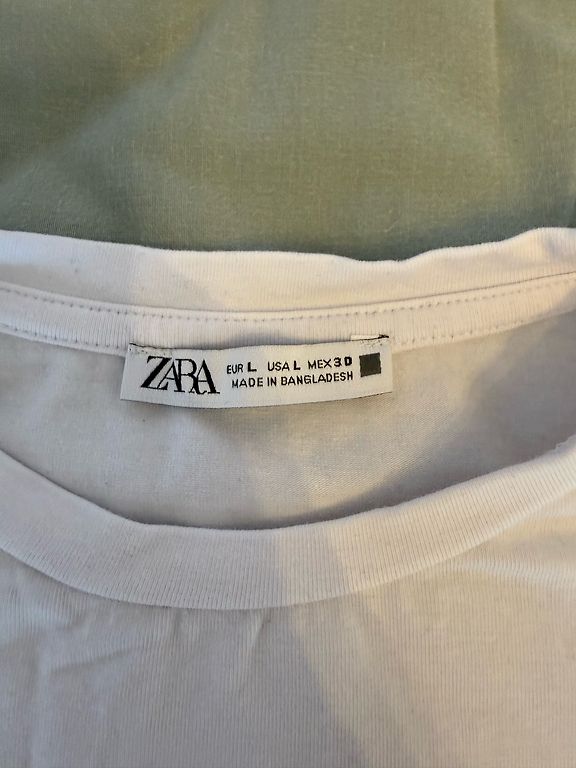 ZARA
EUR L USA L MEX 30
MADE IN BANGLADESH